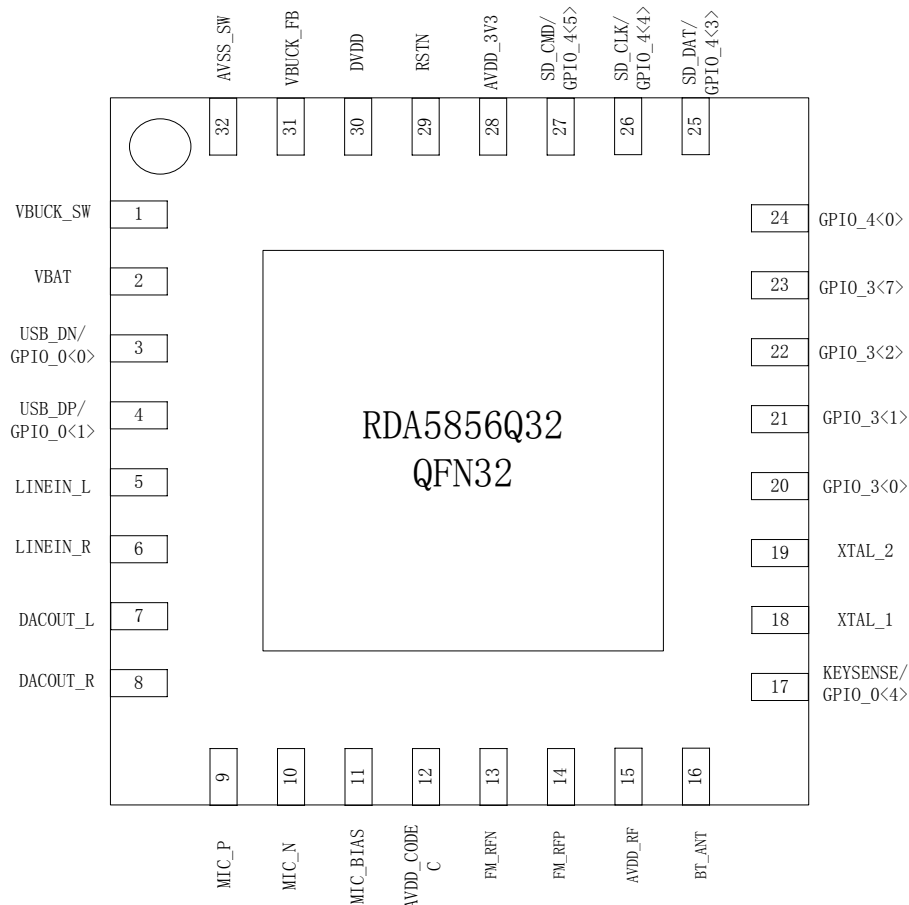 AVSS_SW
VBUCK_FB
DVDD
RSTN
AVDD_3V3
SD_CMD/
GPIO_4<5>
SD_CLK/
GPIO_4<4>
SD_DAT/
GPIO_4<3>
32
31
30
29
28
27
26
25
VBUCK_SW
1
VBAT
2
USB_DN/
GPIO_0<0>
3
USB_DP/
GPIO_0<1>
4
LINEIN_L
5
LINEIN_R
6
DACOUT_L
7
DACOUT_R
8
RDA5856Q32
QFN32
24
GPIO_4<0>
23
GPIO_3<7>
22
GPIO_3<2>
21
GPIO_3<1>
20
GPIO_3<0>
19
XTAL_2
18
XTAL_1
17
KEYSENSE/
GPIO_0<4>
9
10
11
12
13
14
15
16
MIC_P
MIC_N
MIC_BIAS
AVDD_CODE
C
FM_RFN
FM_RFP
AVDD_RF
BT_ANT